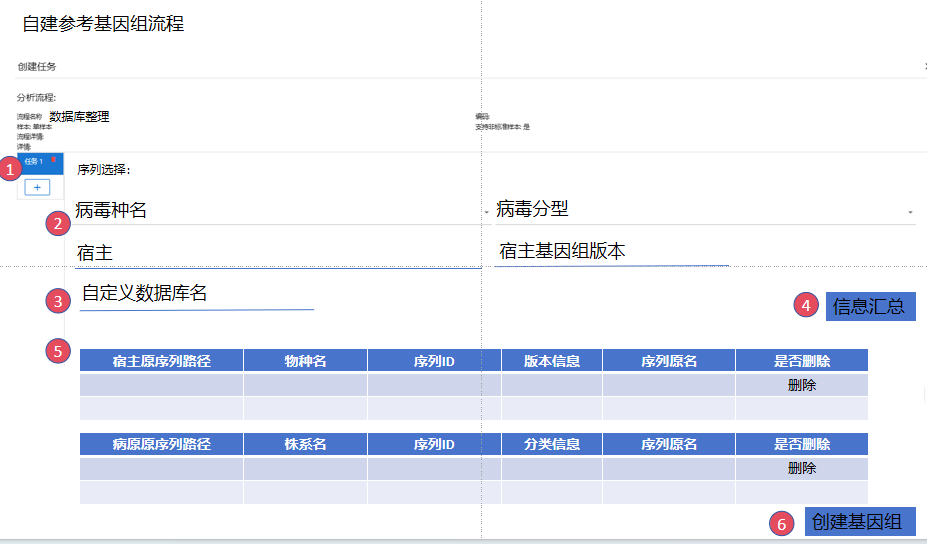 自建参考基因组流程
创建任务
分析流程:
流程名称 数据库整理 编码:
样本: 单样本 支持非标准样本: 是
流程详情:
详情:
1 任务 1 序列选择：
+
2 病毒种名 病毒分型
宿主 宿主基因组版本
3 自定义数据库名
4 信息汇总
5
宿主原序列路径 物种名 序列ID 版本信息 序列原名 是否删除
删除
病原原序列路径 株系名 序列ID 分类信息 序列原名 是否删除
删除
6 创建基因组